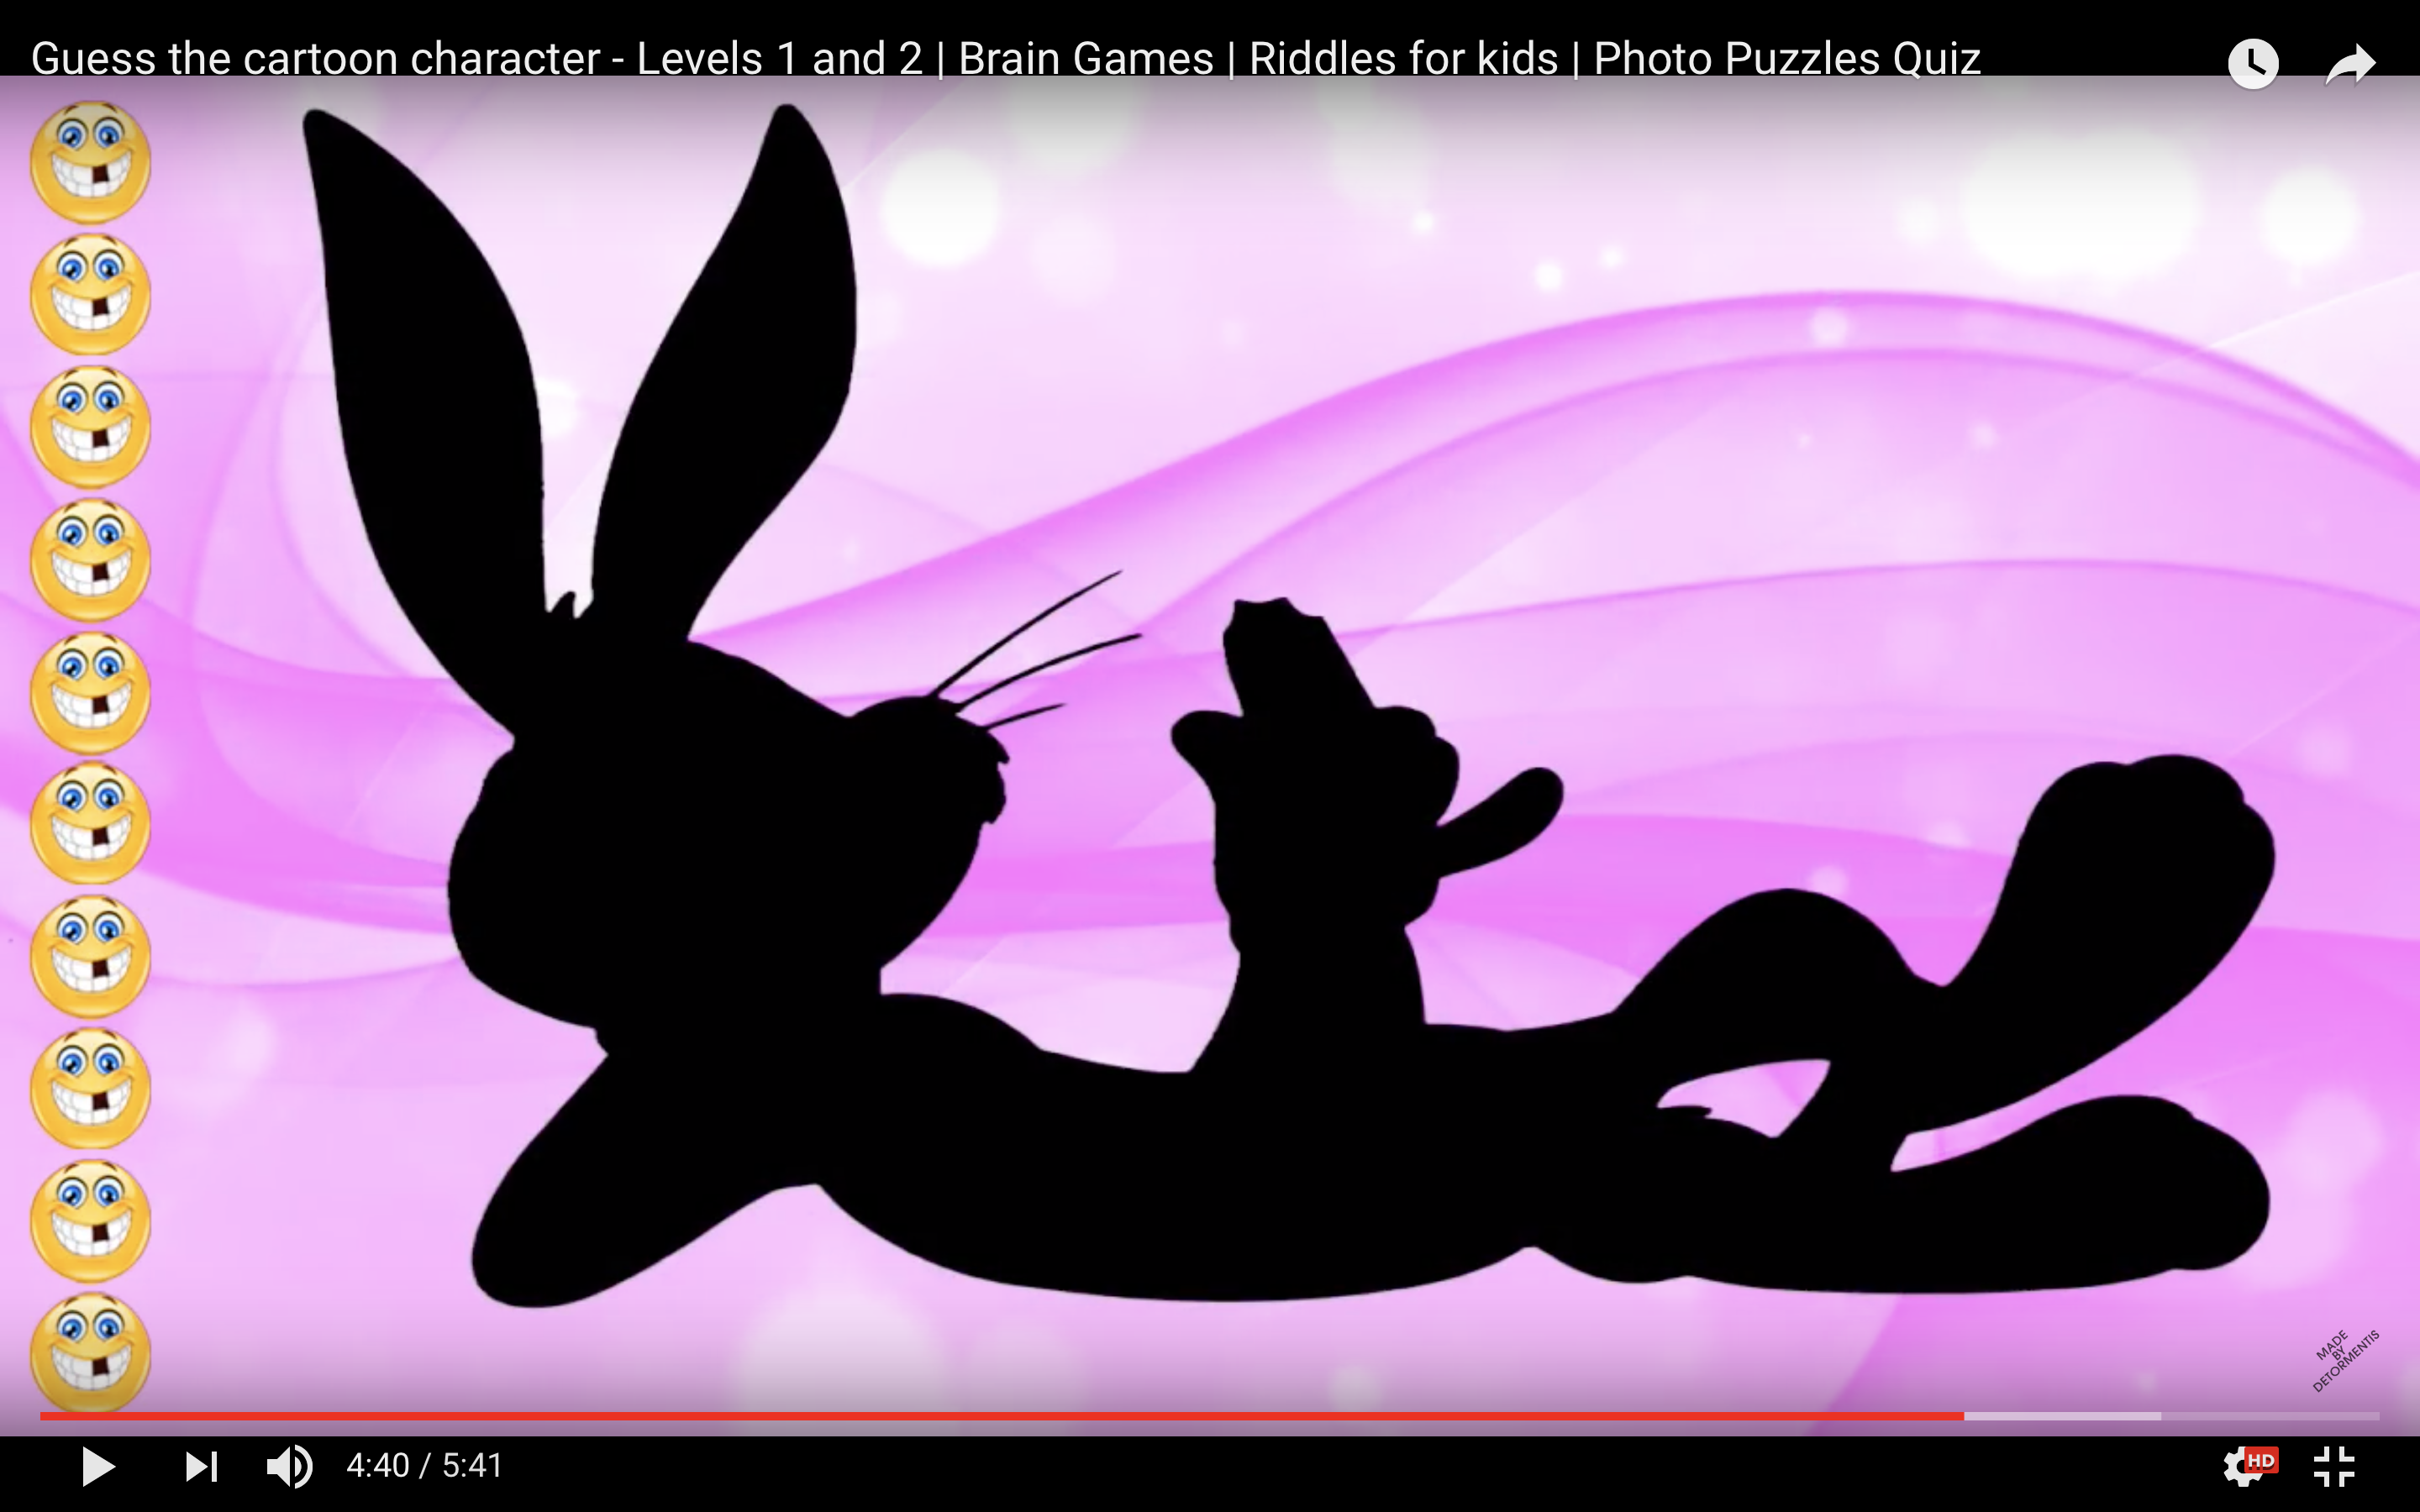 Guess the cartoon character - Levels 1 and 2 | Brain Games | Riddles for kids | Photo Puzzles Quiz
MADE
BY
DETORMENTIS
4:40 / 5:41
HD